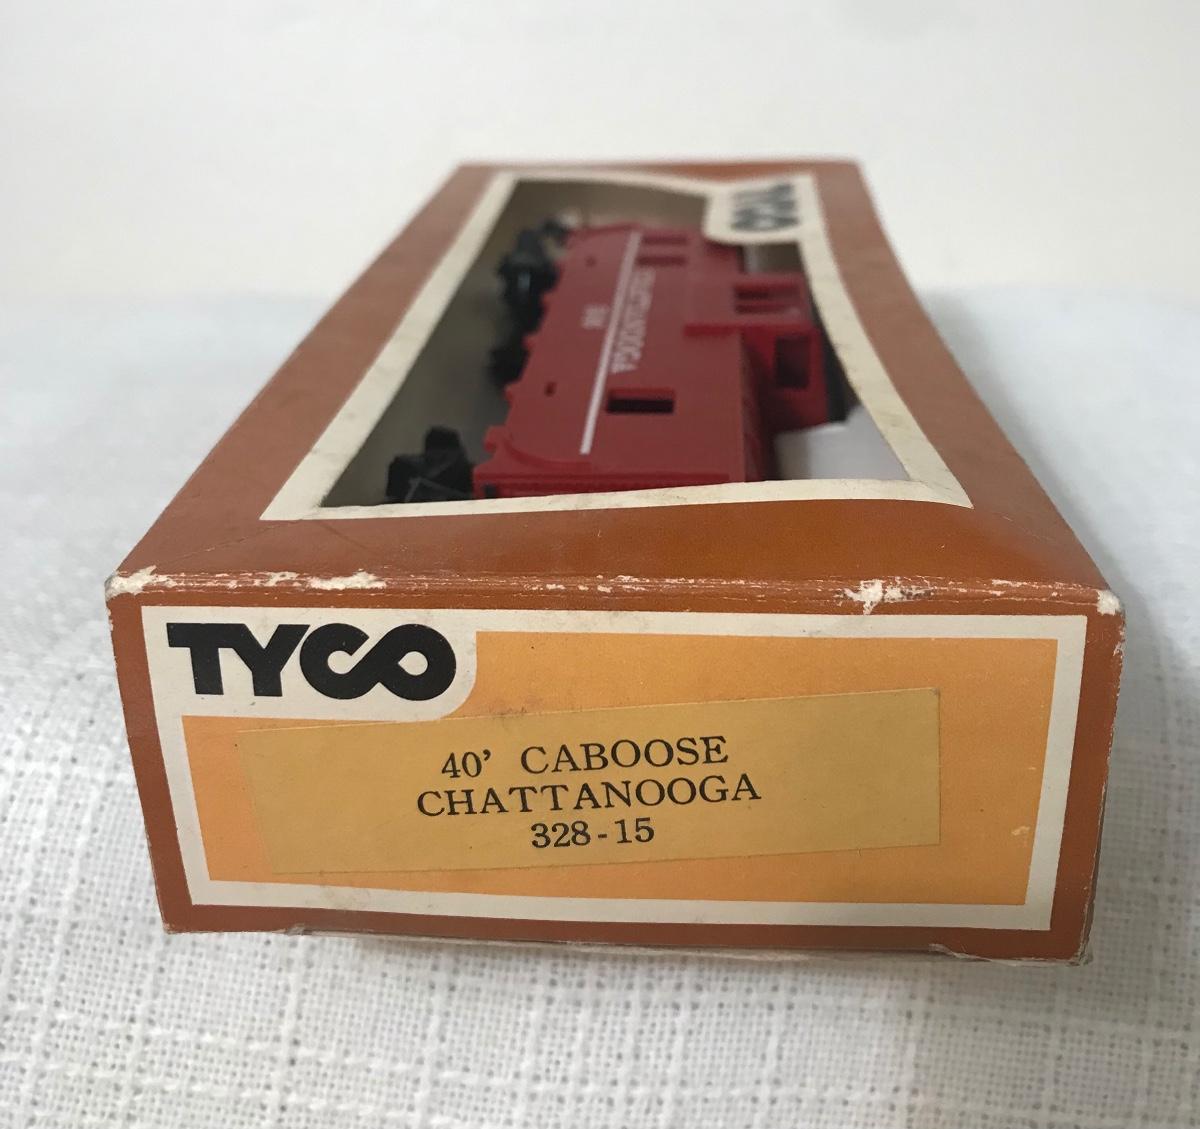 TYCO
CHATTANOOGA
TYCO
40’ CABOOSE
CHATTANOOGA
328-15